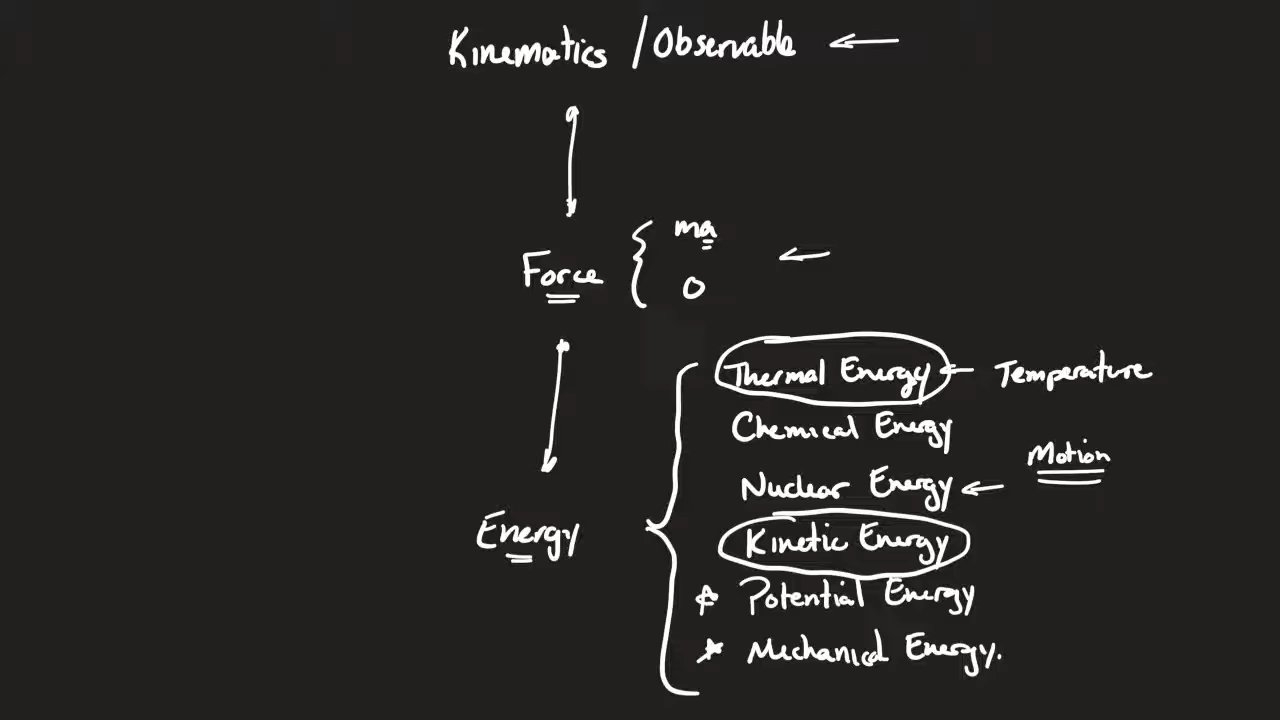 Kinematics / Observable
ma
Force
0
Thermal Energy
Temperature
Chemical Energy
Motion
Nuclear Energy
Energy
Kinetic Energy
Potential Energy
Mechanical Energy.